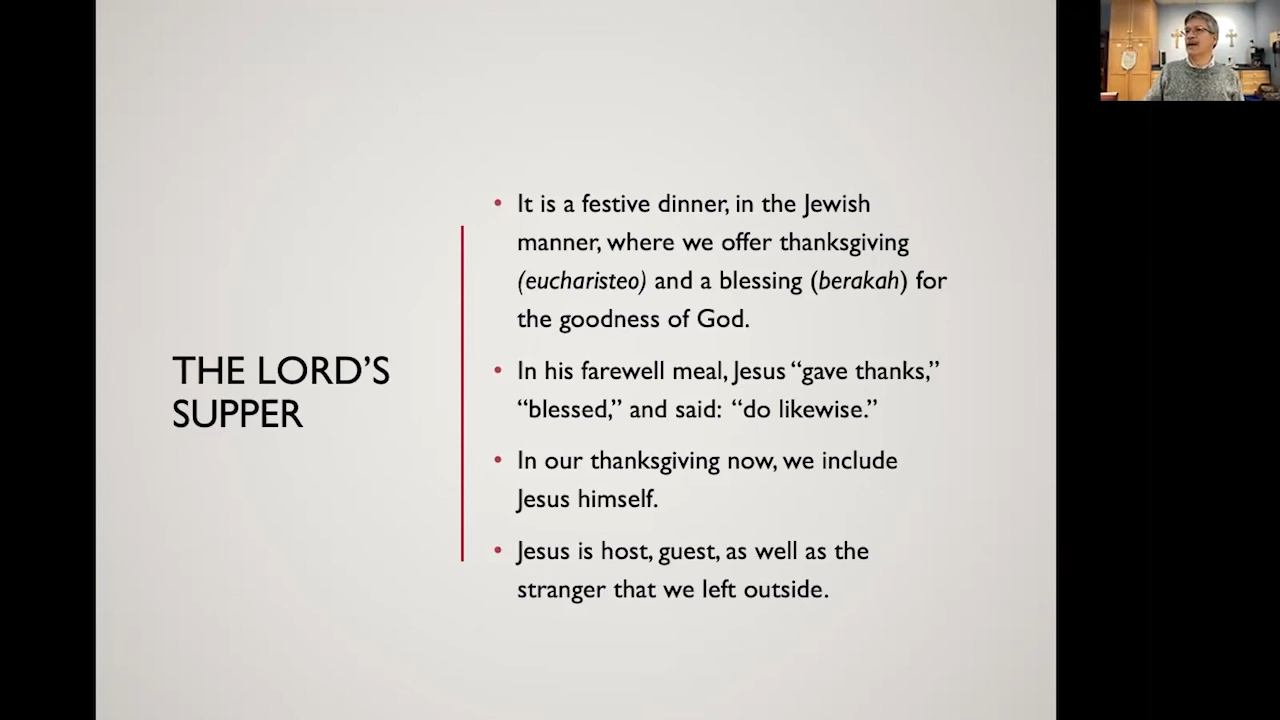 THE LORD’S
SUPPER
• It is a festive dinner, in the Jewish
manner, where we offer thanksgiving
(eucharisteo) and a blessing (berakah) for
the goodness of God.
• In his farewell meal, Jesus “gave thanks,”
“blessed,” and said: “do likewise.”
• In our thanksgiving now, we include
Jesus himself.
• Jesus is host, guest, as well as the
stranger that we left outside.